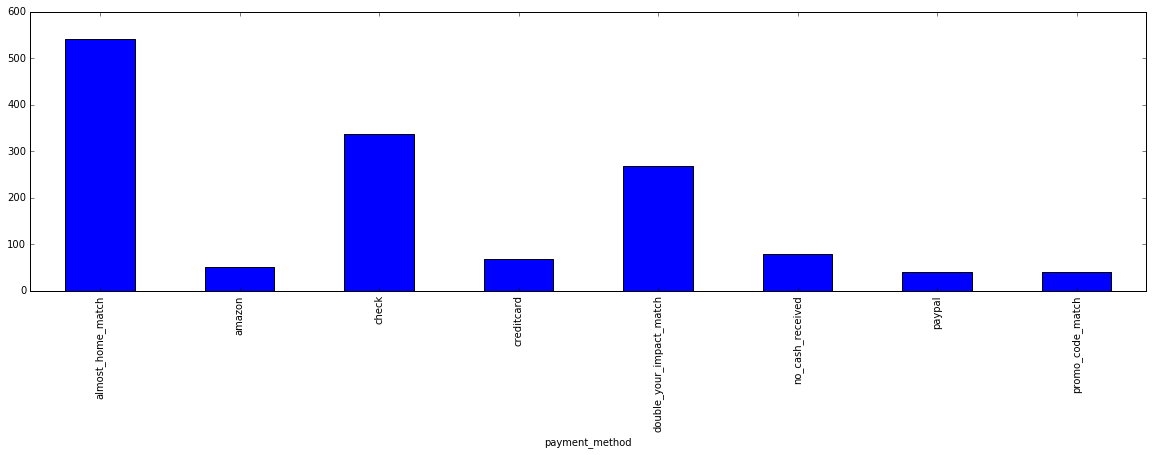 600
500
400
300
200
100
0
almost_home_match
amazon
check
creditcard
double_your_impact_match
no_cash_received
paypal
promo_code_match
payment_method